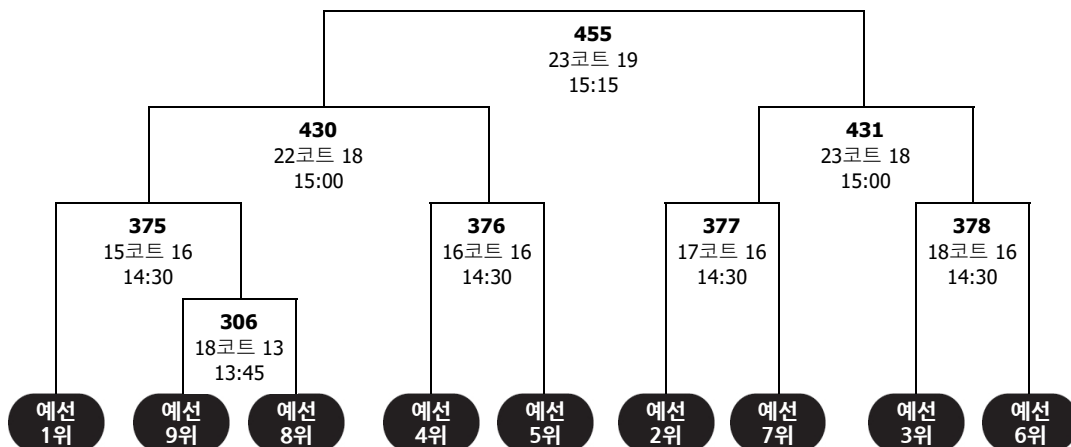 455
23코트 19
15:15
430
22코트 18
15:00
431
23코트 18
15:00
375
15코트 16
14:30
376
16코트 16
14:30
377
17코트 16
14:30
378
18코트 16
14:30
306
18코트 13
13:45
예선
1위
예선
9위
예선
8위
예선
4위
예선
5위
예선
2위
예선
7위
예선
3위
예선
6위